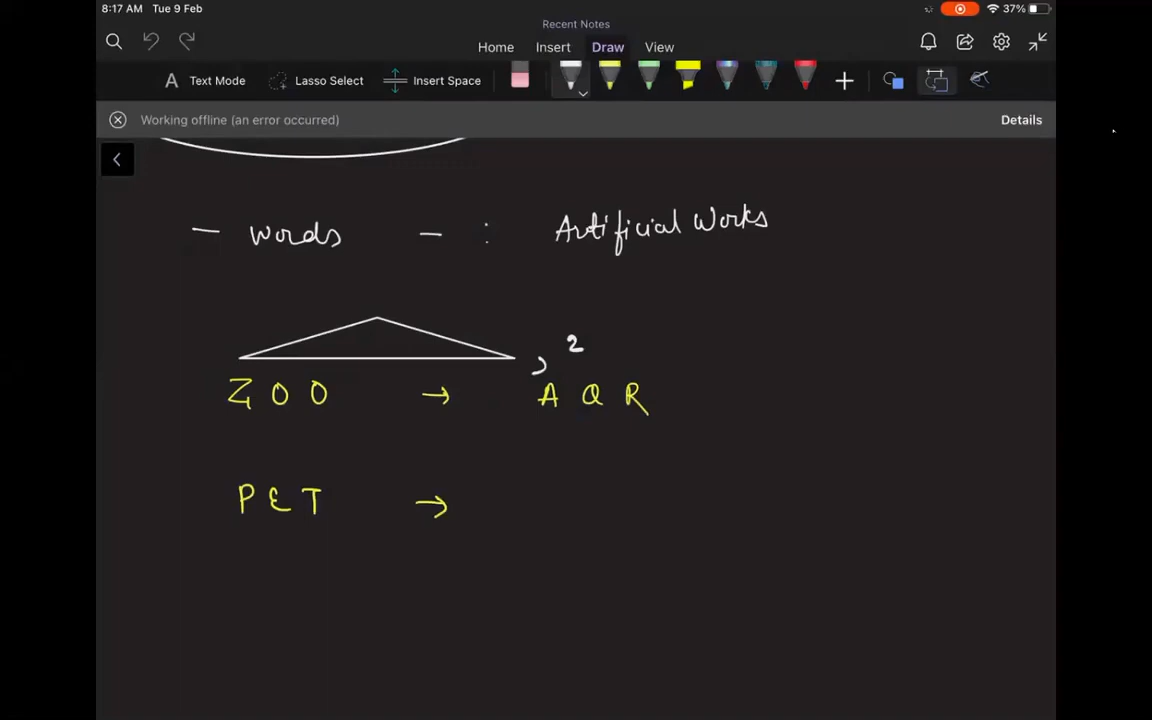 8:17 AM Tue 9 Feb
37%
Recent Notes
Home Insert Draw View
Text Mode Lasso Select Insert Space
Working offline (an error occurred) Details
— words — : Artificial Works
, 2
ZOO → AQR
PET →